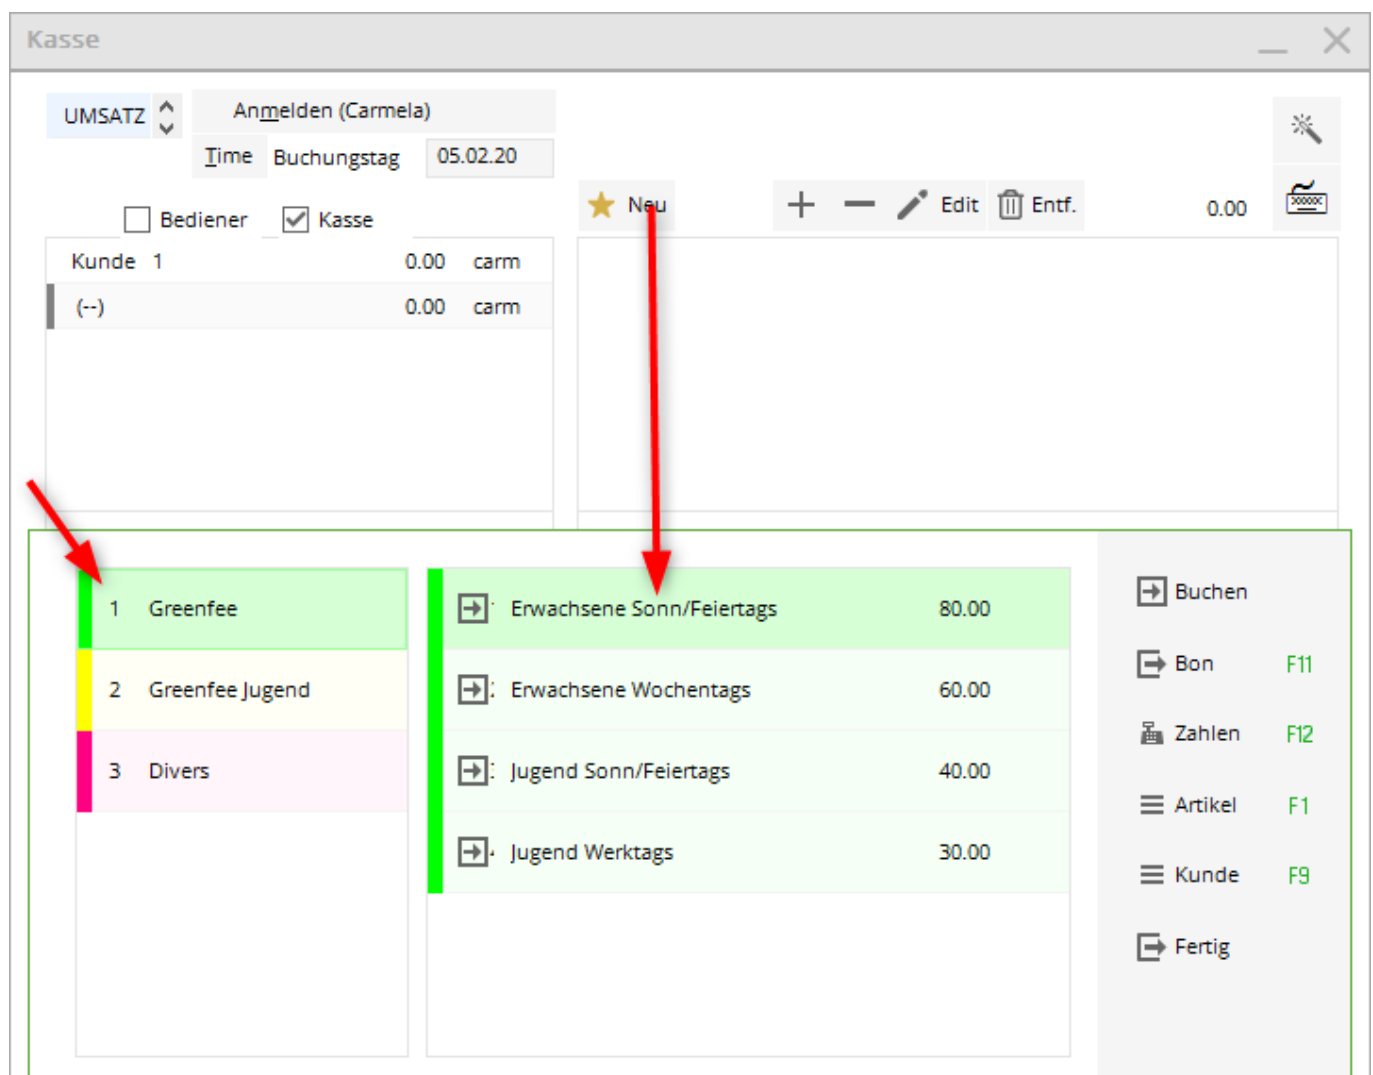 Kasse
UMSATZ Anmelden (Carmela)
Time Buchungstag 05.02.20
Neu Edit Entf. 0.00
Bediener Kasse
Kunde 1 0.00 carm
(--) 0.00 carm
1 Greenfee
2 Greenfee Jugend
3 Divers
Erwachsene Sonn/Feiertags 80.00
Erwachsene Wochentags 60.00
Jugend Sonn/Feiertags 40.00
Jugend Werktags 30.00
Buchen
Bon F11
Zahlen F12
Artikel F1
Kunde F9
Fertig